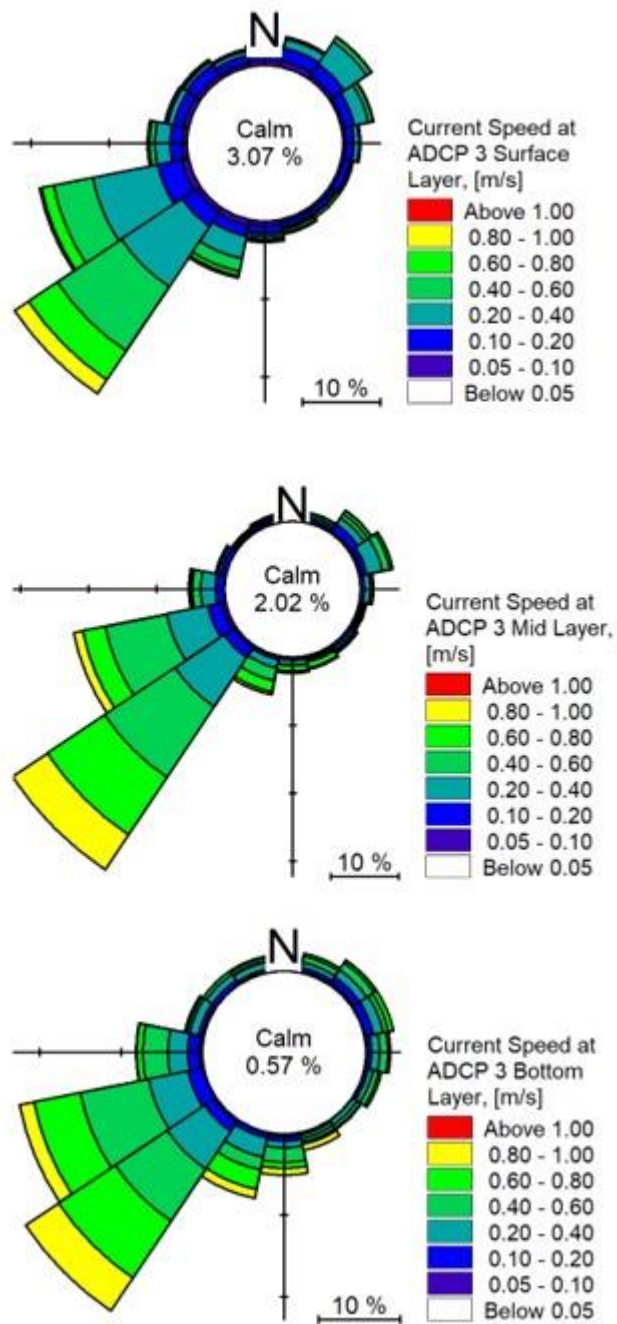 N
Calm
3.07 %
Current Speed at
ADCP 3 Surface
Layer, [m/s]
Above 1.00
0.80 - 1.00
0.60 - 0.80
0.40 - 0.60
0.20 - 0.40
0.10 - 0.20
0.05 - 0.10
Below 0.05
10 %
N
Calm
2.02 %
Current Speed at
ADCP 3 Mid Layer,
[m/s]
Above 1.00
0.80 - 1.00
0.60 - 0.80
0.40 - 0.60
0.20 - 0.40
0.10 - 0.20
0.05 - 0.10
Below 0.05
10 %
N
Calm
0.57 %
Current Speed at
ADCP 3 Bottom
Layer, [m/s]
Above 1.00
0.80 - 1.00
0.60 - 0.80
0.40 - 0.60
0.20 - 0.40
0.10 - 0.20
0.05 - 0.10
Below 0.05
10 %